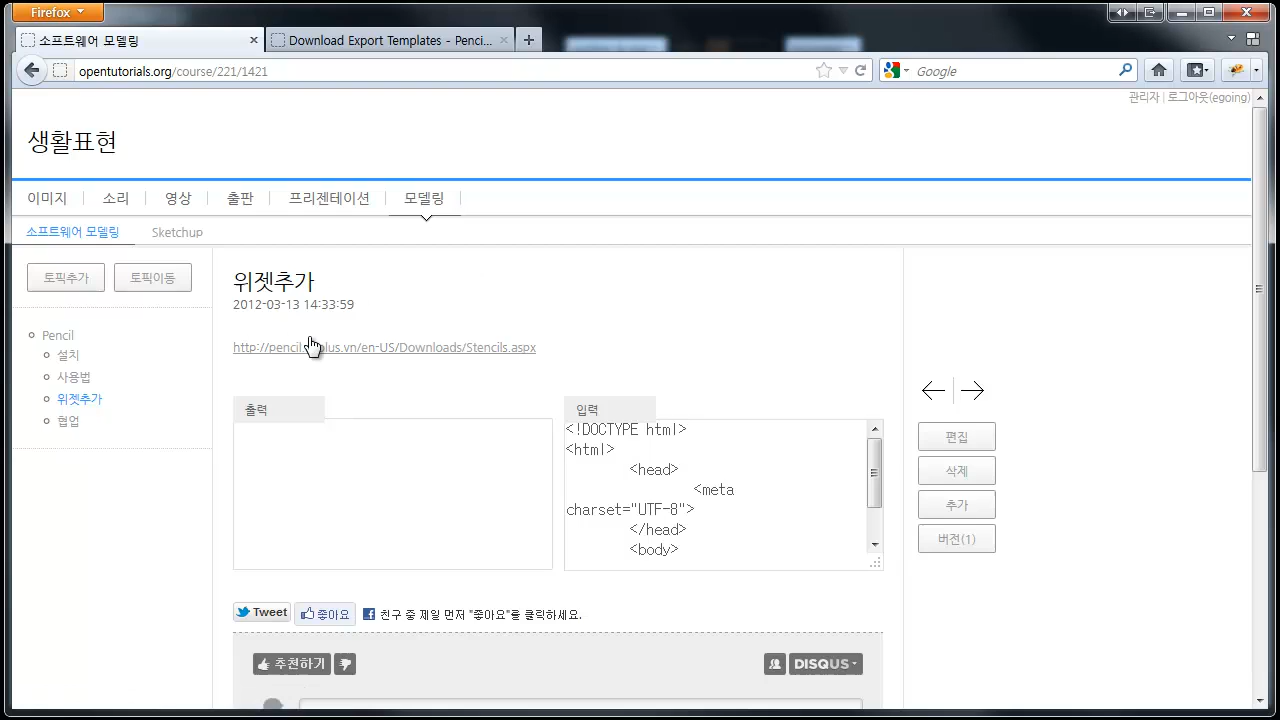 Firefox
소프트웨어 모델링
Download Export Templates - Penci...
opentutorials.org/course/221/1421
Google
관리자 | 로그아웃(egoing)
생활표현
이미지
소리
영상
출판
프리젠테이션
모델링
소프트웨어 모델링
Sketchup
토픽추가
토픽이동
Pencil
설치
사용법
위젯추가
협업
위젯추가
2012-03-13 14:33:59
http://pencil. plus.vn/en-US/Downloads/Stencils.aspx
출력
입력
<!DOCTYPE html>
<html>
<head>
<meta
charset="UTF-8">
</head>
<body>
편집
삭제
추가
버전(1)
Tweet
좋아요
친구 중 제일 먼저 "좋아요"를 클릭하세요.
추천하기
DISQUS